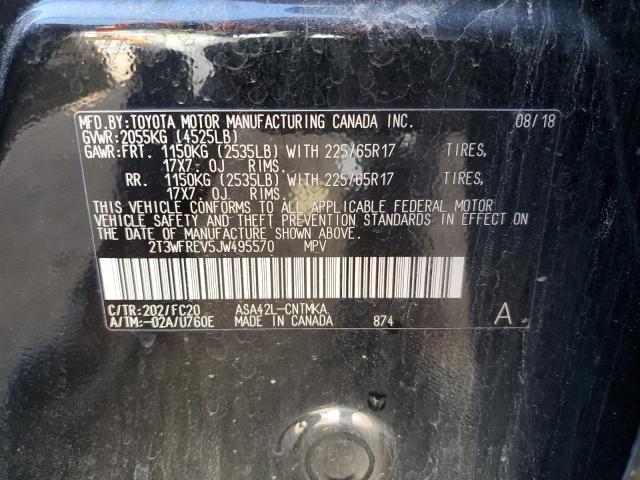 MFD.BY:TOYOTA MOTOR MANUFACTURING CANADA INC. 08/18
GVWR:2055KG (4525LB)
GAWR:FRT. 1150KG (2535LB) WITH 225/65R17 TIRES,
17X7 - 0J RIMS.
RR. 1150KG (2535LB) WITH 225/65R17 TIRES,
17X7 - 0J RIMS.
THIS VEHICLE CONFORMS TO ALL APPLICABLE FEDERAL MOTOR
VEHICLE SAFETY AND THEFT PREVENTION STANDARDS IN EFFECT ON
THE DATE OF MANUFACTURE SHOWN ABOVE.
2T3WFREV5JW495570 MPV
C/TR:202/FC20 ASA42L-CNTMKA
A/TM:-02A/U760E MADE IN CANADA 874 A